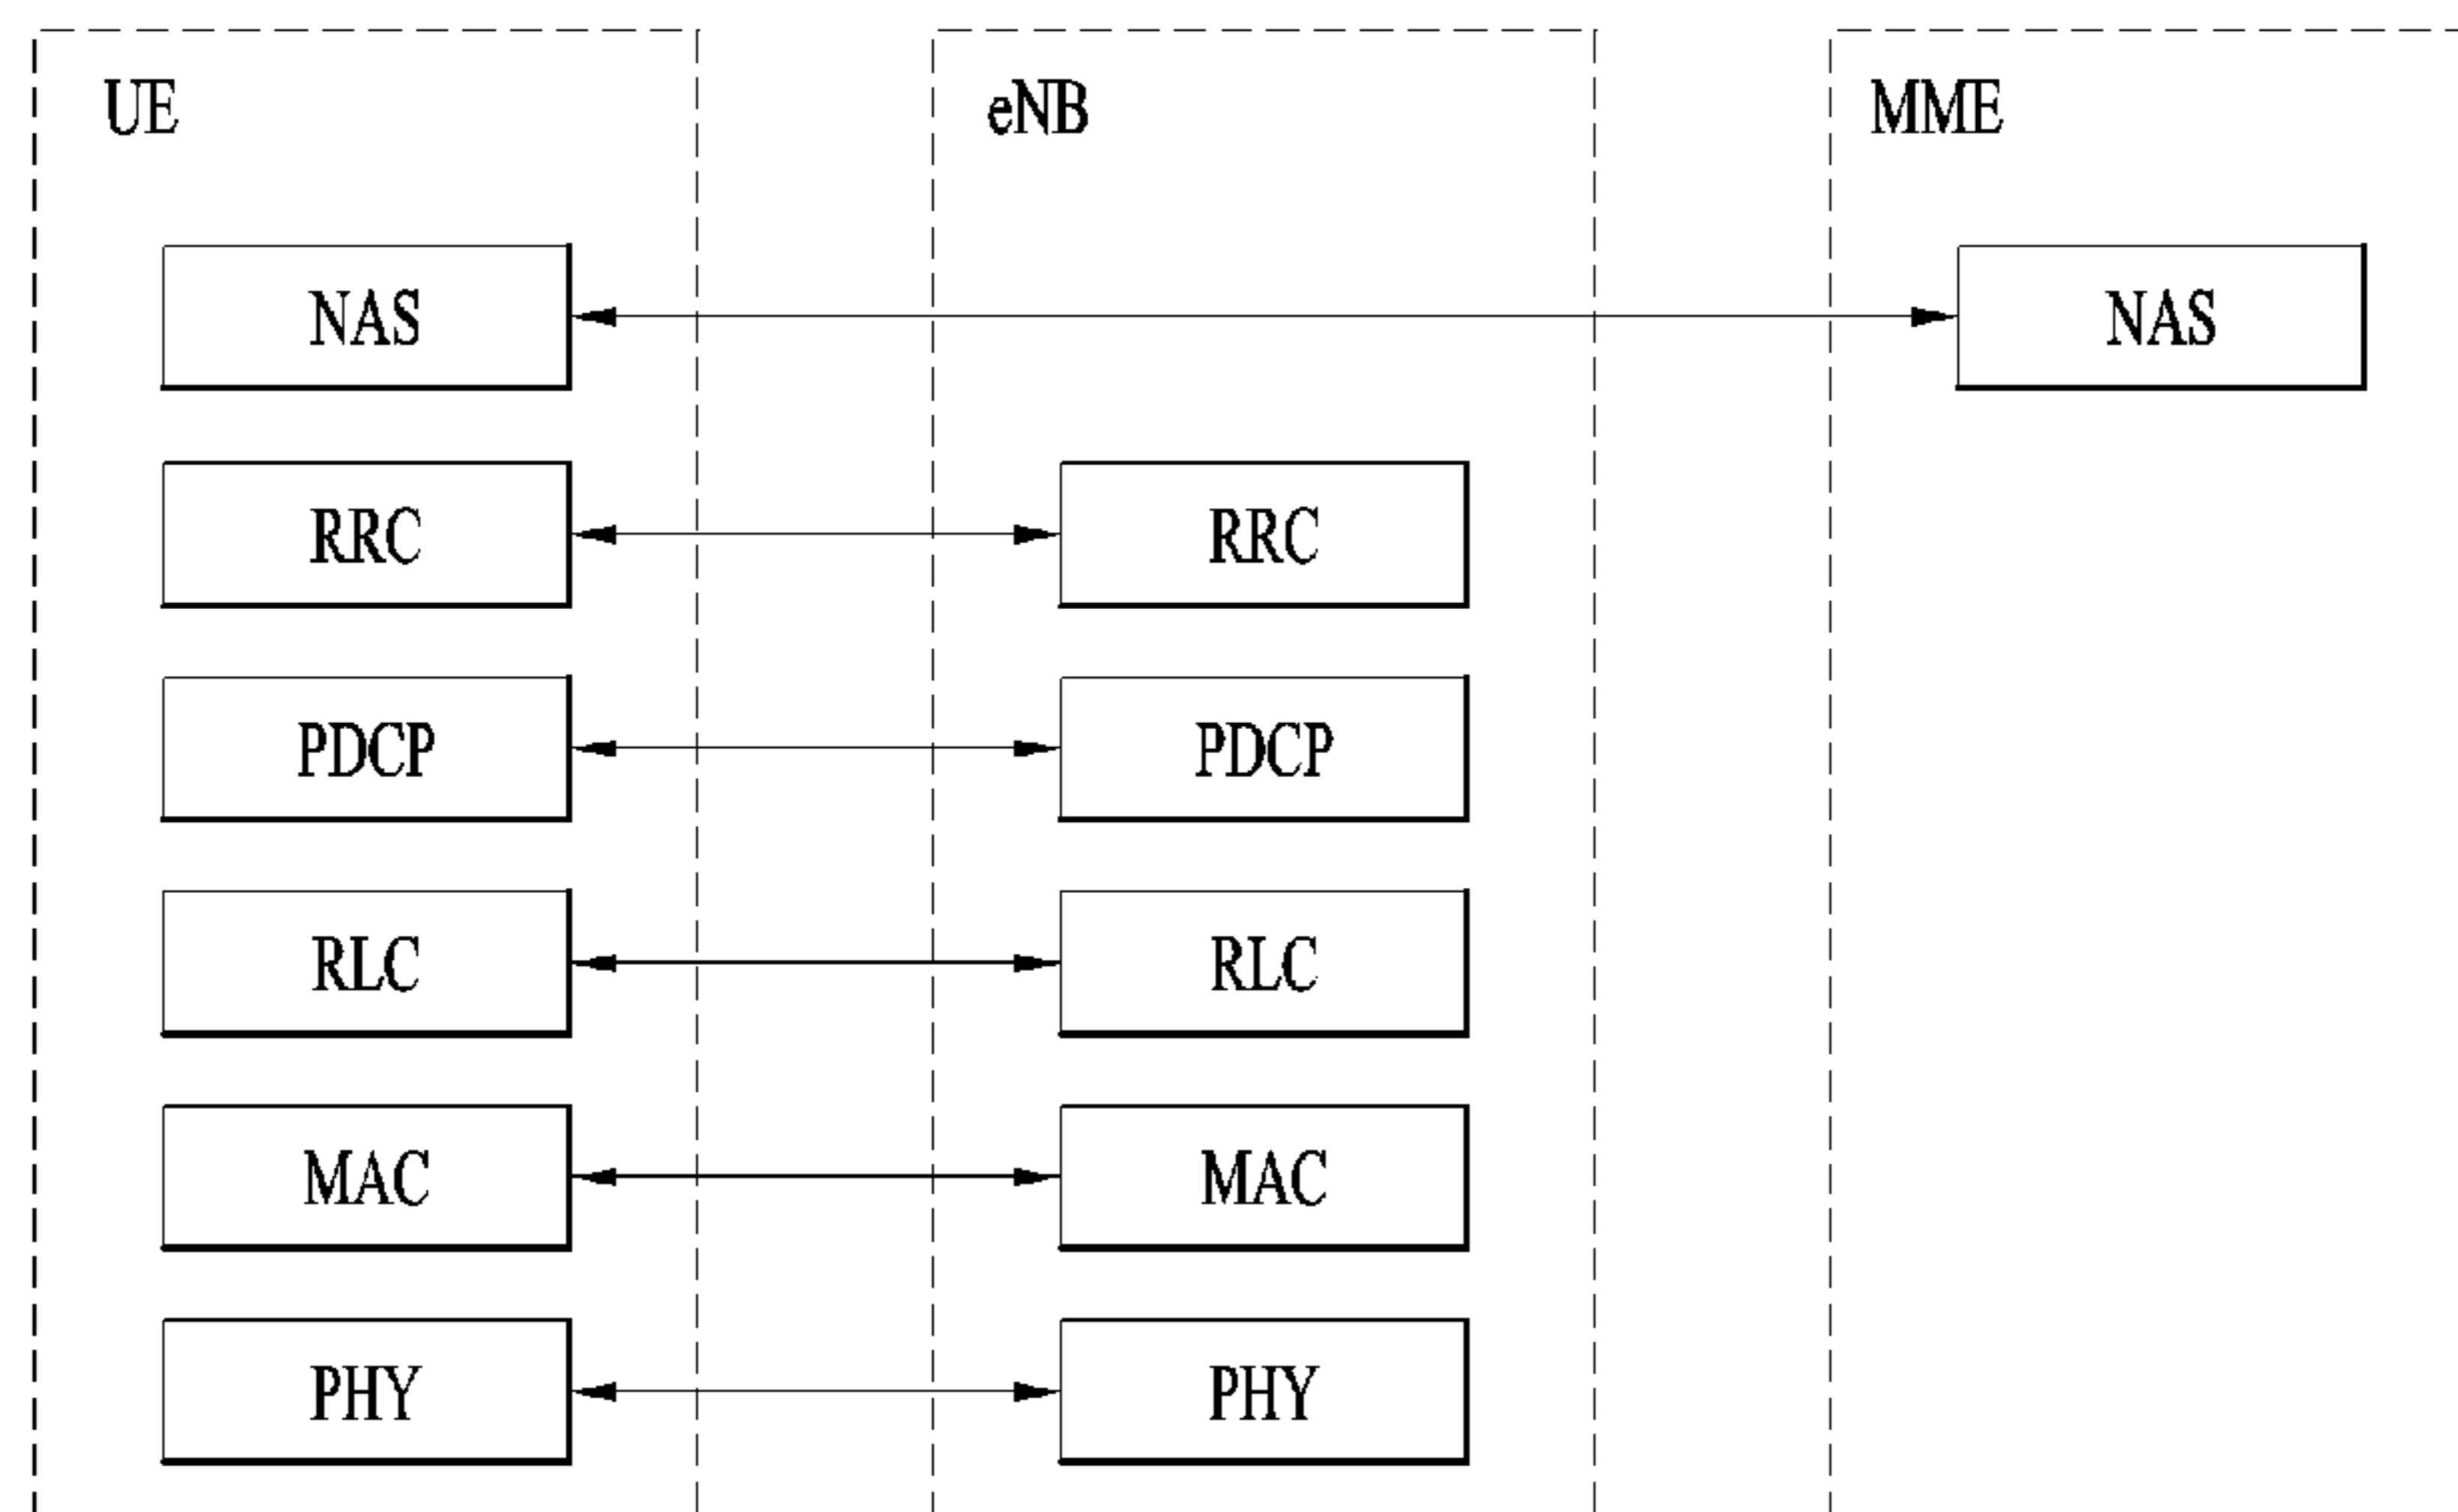 UE eNB MME
NAS NAS
RRC RRC
PDCP PDCP
RLC RLC
MAC MAC
PHY PHY